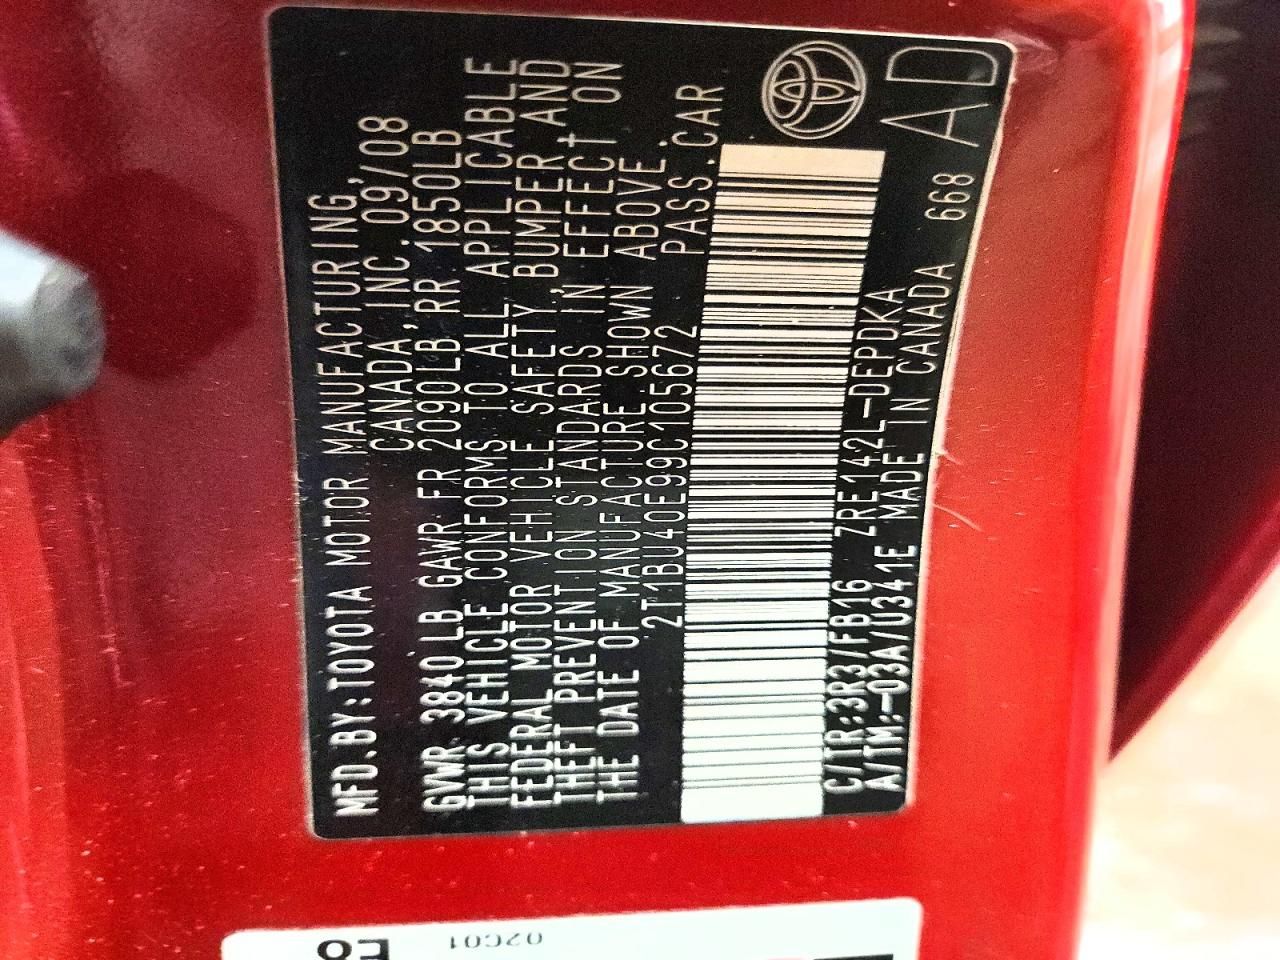 MFD.BY:TOYOTA MOTOR MANUFACTURING,
CANADA, INC. 09/08
GVWR 3840 LB GAWR FR 2090LB RR 1850LB
THIS VEHICLE CONFORMS TO ALL APPLICABLE
FEDERAL MOTOR VEHICLE SAFETY, BUMPER, AND
THEFT PREVENTION STANDARDS IN EFFECT ON
THE DATE OF MANUFACTURE SHOWN ABOVE.
2T1BU40E99C105672 PASS.CAR
C/TR:3R3/FB16 ZRE142L-DEPDKA
A/TM:-03A/U341E MADE IN CANADA 668
AD
02C01